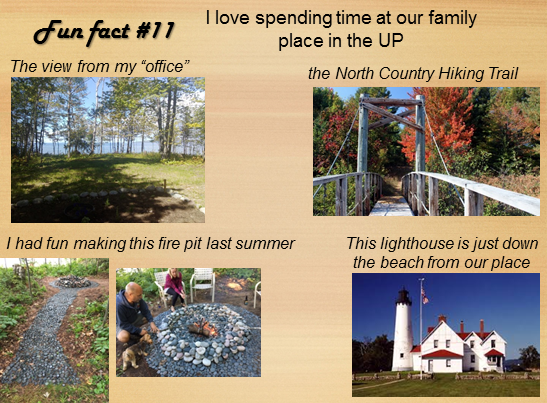 Fun fact #11
I love spending time at our family
place in the UP
The view from my “office”
the North Country Hiking Trail
I had fun making this fire pit last summer
This lighthouse is just down
the beach from our place